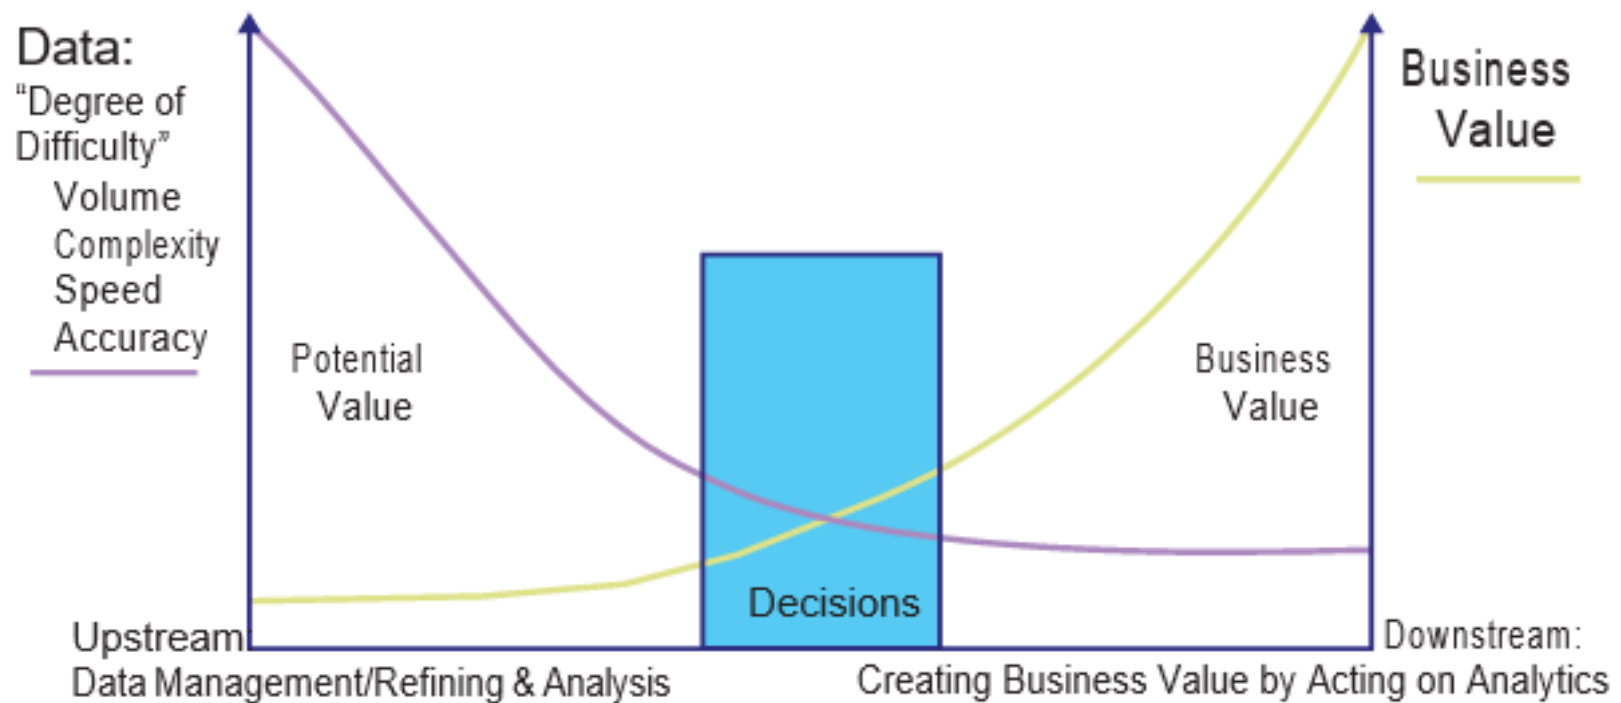 Data:
“Degree of
Difficulty”
Volume
Complexity
Speed
Accuracy
Potential
Value
Decisions
Business
Value
Business
Value
Upstream
Data Management/Refining & Analysis
Downstream:
Creating Business Value by Acting on Analytics